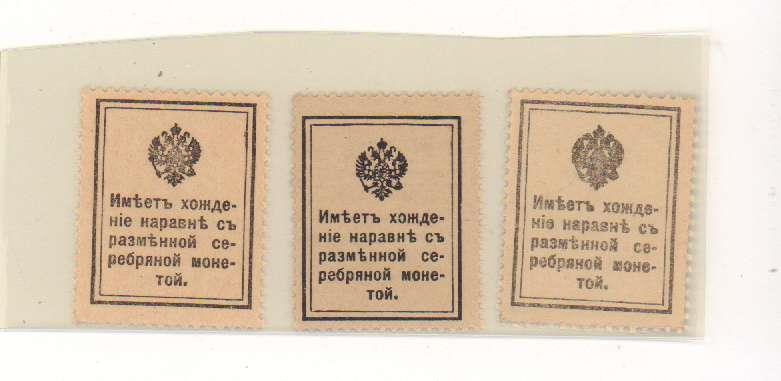 Имѣетъ хожде-
ніе наравнѣ съ
размѣнной се-
ребряной моне-
той.
Имѣетъ хожде-
ніе наравнѣ съ
размѣнной се-
ребряной моне-
той.
Имѣетъ хожде-
ніе наравнѣ съ
размѣнной се-
ребряной моне-
той.